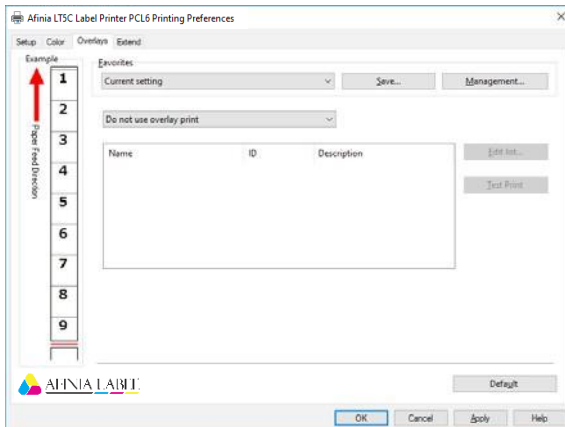 Afinia LT5C Label Printer PCL6 Printing Preferences
Setup Color Overlays Extend
Example
Favorites
Current setting
Save...
Management...
Do not use overlay print
Name ID Description
Edit list...
Test Print
Paper Feed Direction
1
2
3
4
5
6
7
8
9
AFINIA LABEL
Default
OK Cancel Apply Help